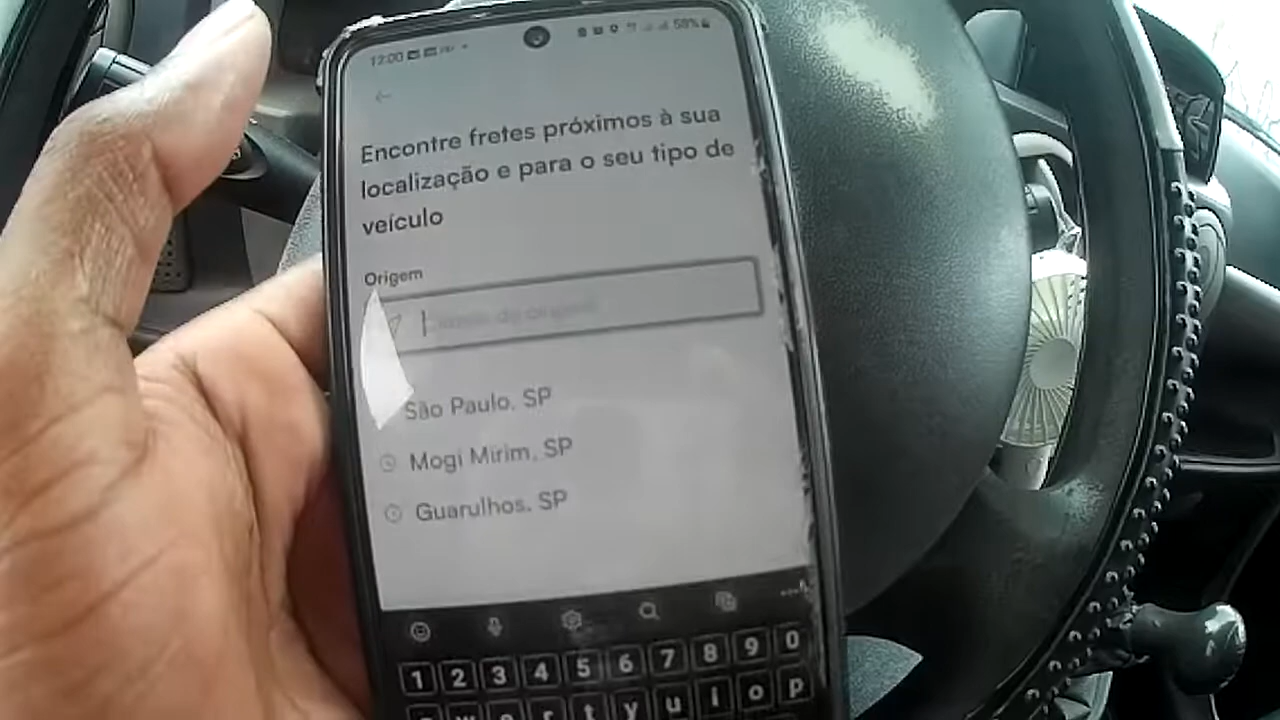 12:00
58%
Encontre fretes próximos à sua
localização e para o seu tipo de
veículo
Origem
São Paulo, SP
Mogi Mirim, SP
Guarulhos, SP
1 2 3 4 5 6 7 8 9 0
r t y u i o p